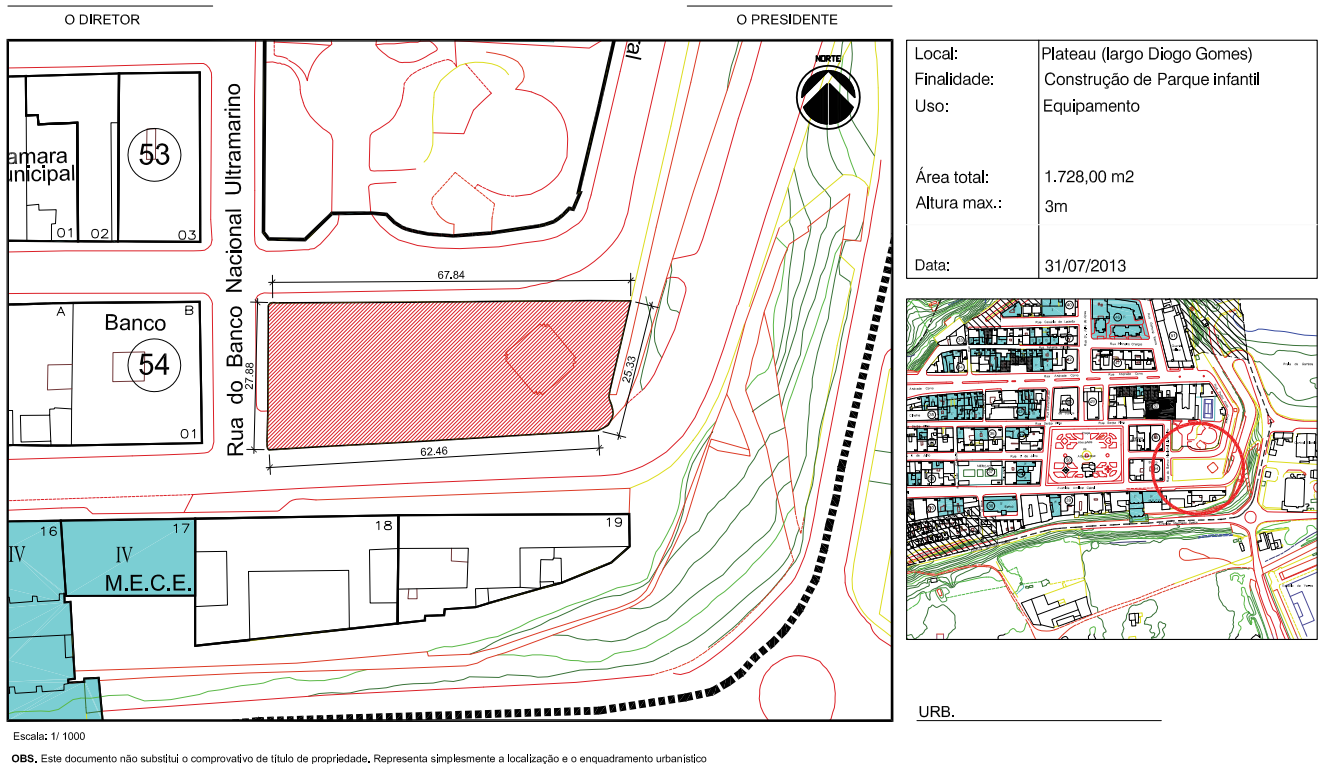 O DIRETOR
O PRESIDENTE
NORTE
ral
amara
unicipal
53
01
02
03
Rua do Banco Nacional Ultramarino
67.84
27.88
25.33
62.46
A
B
Banco
54
01
16
17
18
19
IV
IV
M.E.C.E.
Local: Plateau (largo Diogo Gomes)
Finalidade: Construção de Parque infantil
Uso: Equipamento
Área total: 1.728,00 m2
Altura max.: 3m
Data: 31/07/2013
URB.
Escala: 1/ 1000
OBS. Este documento não substitui o comprovativo de título de propriedade. Representa simplesmente a localização e o enquadramento urbanistico